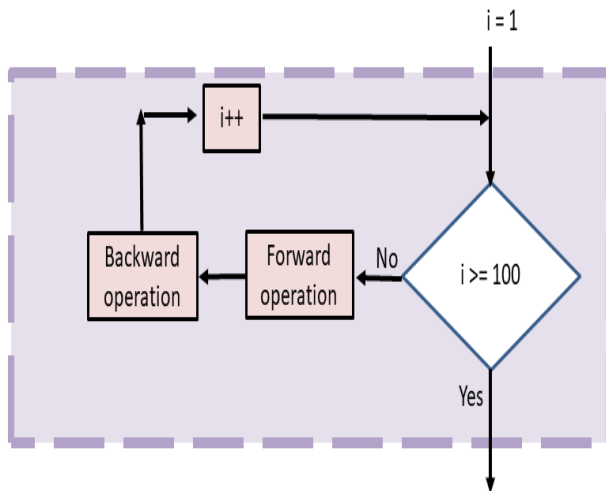 i = 1
i++
Backward
operation
Forward
operation
No
i >= 100
Yes